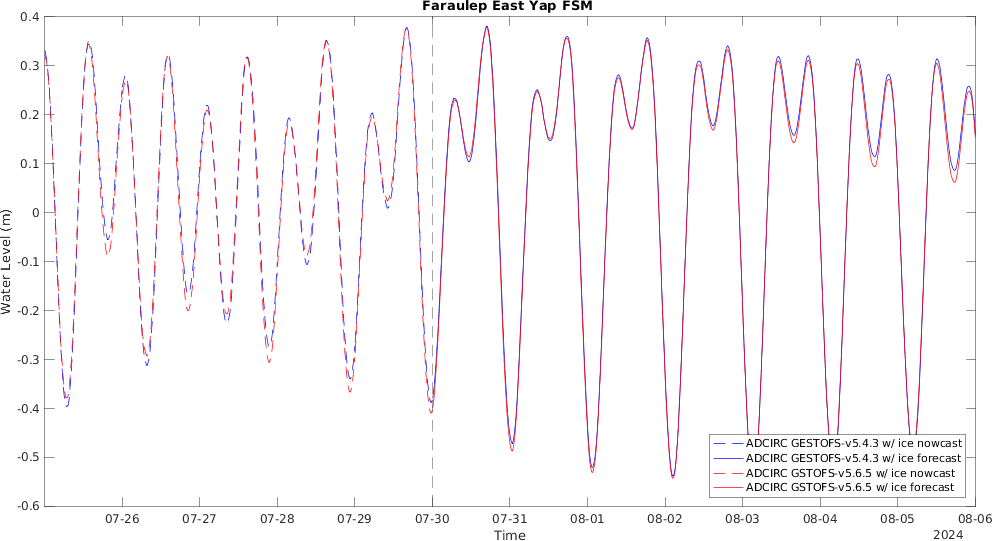 Faraulep East Yap FSM
Water Level (m)
0.4
0.3
0.2
0.1
0
-0.1
-0.2
-0.3
-0.4
-0.5
-0.6
ADCIRC GESTOFS-v5.4.3 w/ ice nowcast
ADCIRC GESTOFS-v5.4.3 w/ ice forecast
ADCIRC GSTOFS-v5.6.5 w/ ice nowcast
ADCIRC GSTOFS-v5.6.5 w/ ice forecast
07-26 07-27 07-28 07-29 07-30 07-31 08-01 08-02 08-03 08-04 08-05 08-06
Time
2024